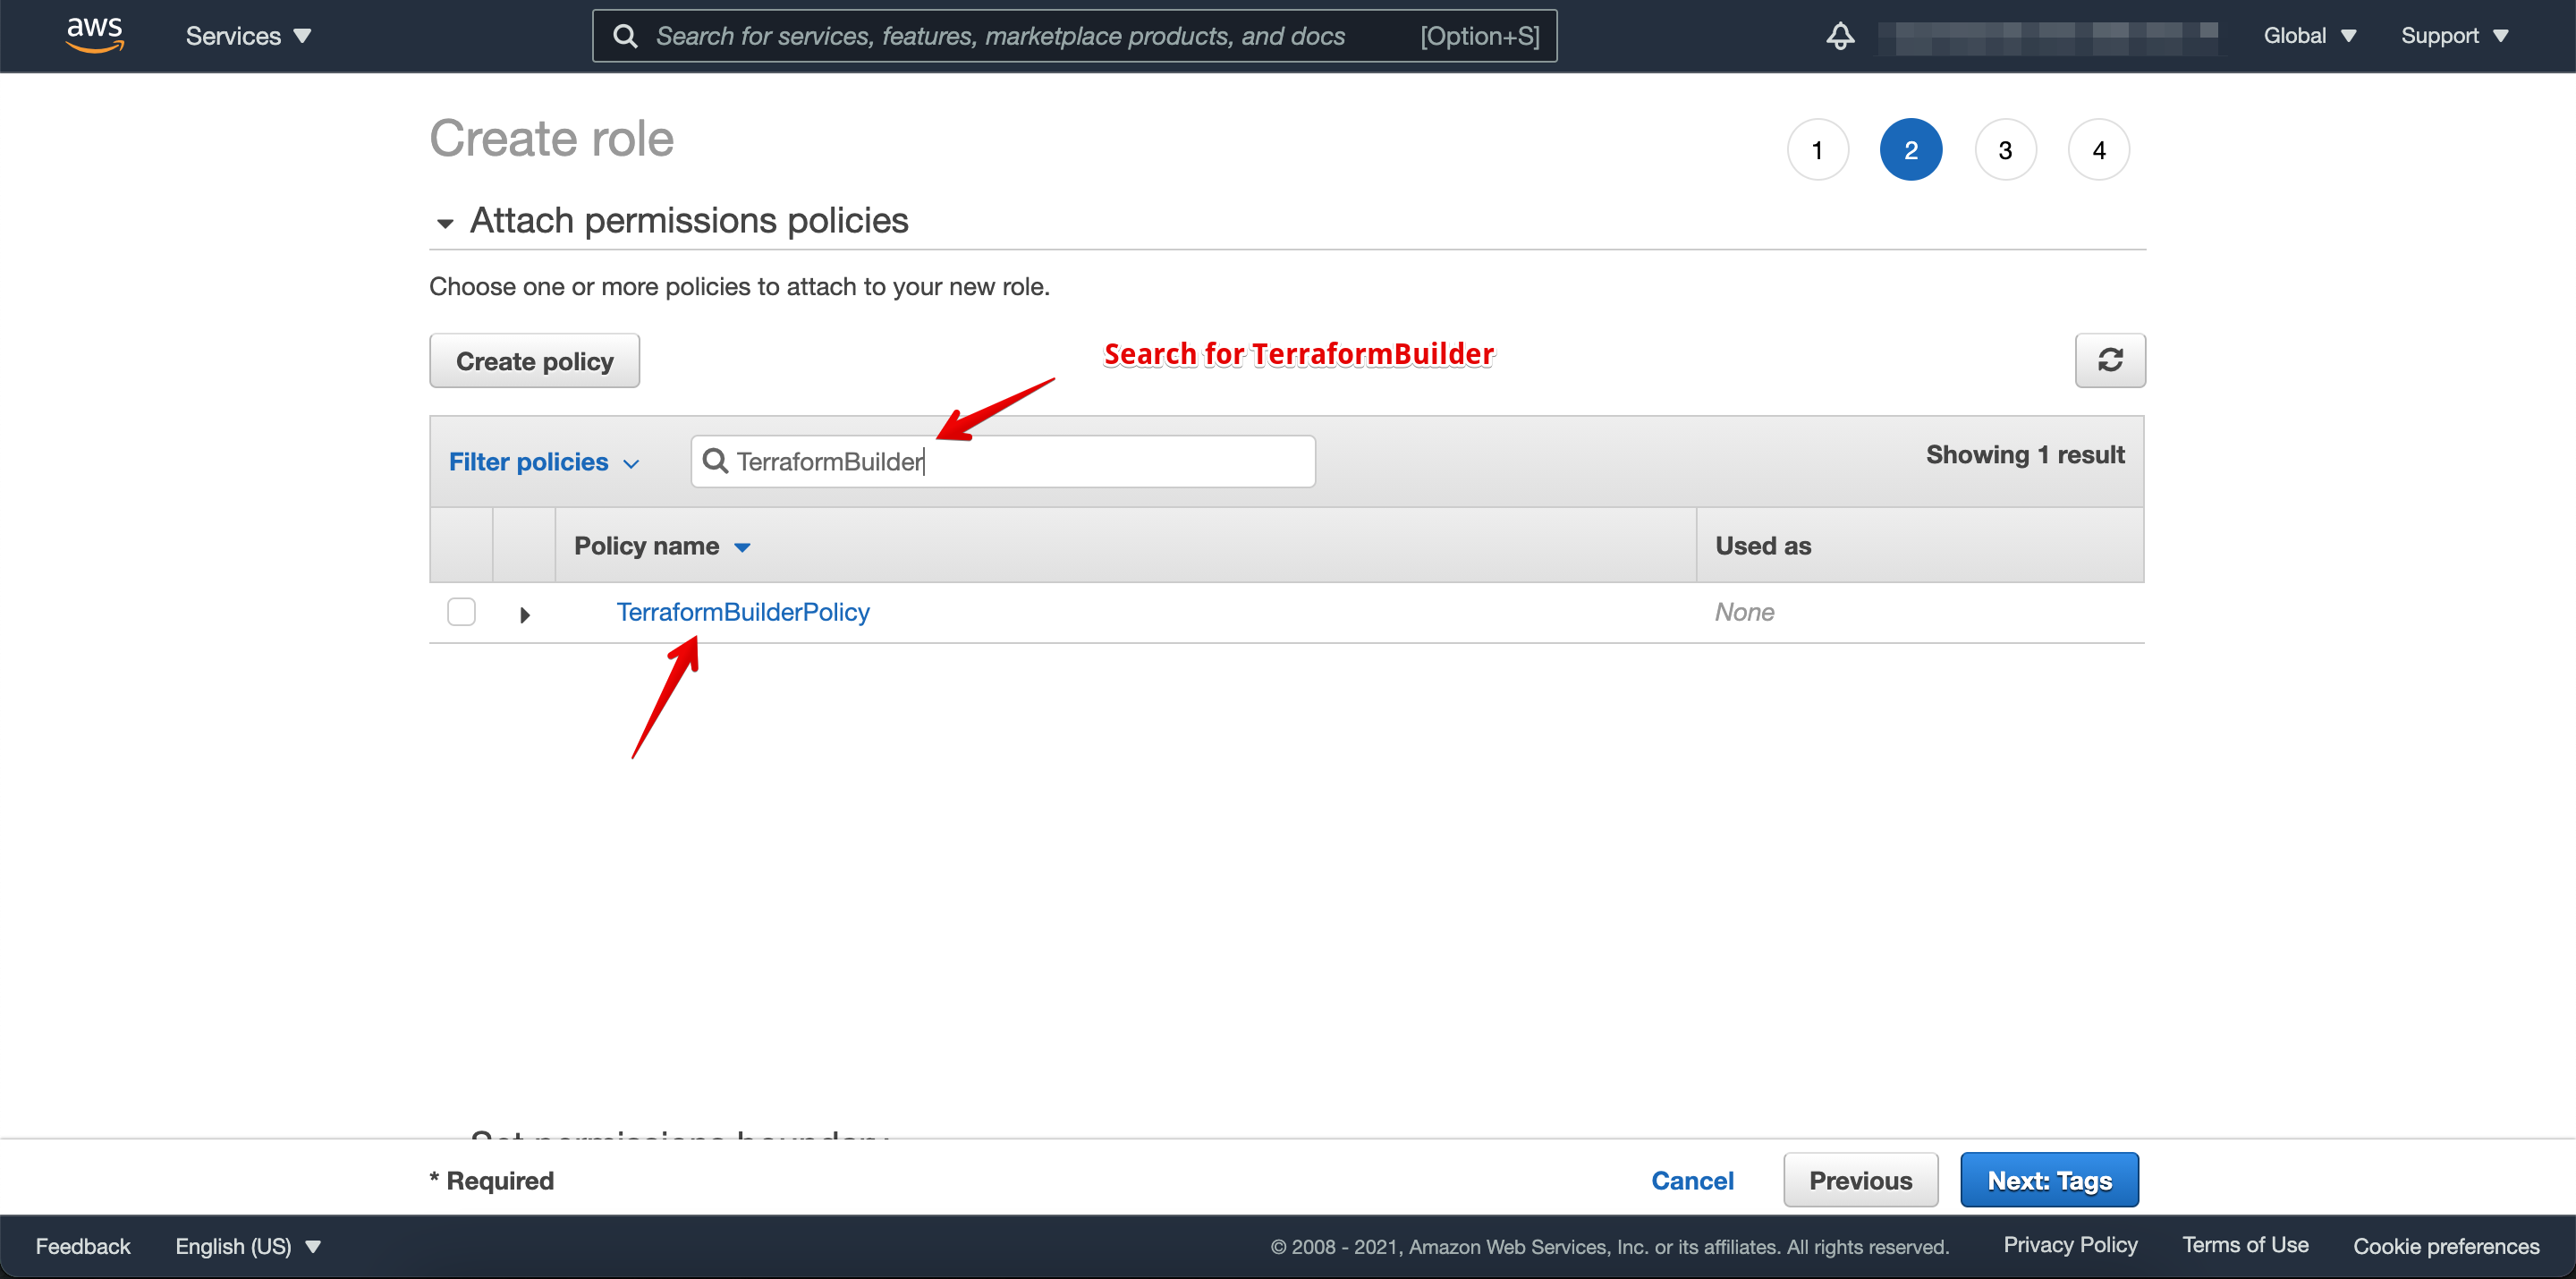 aws Services Search for services, features, marketplace products, and docs [Option+S] Global Support
Create role
1 2 3 4
Attach permissions policies
Choose one or more policies to attach to your new role.
Create policy
Search for TerraformBuilder
Filter policies TerraformBuilder Showing 1 result
Policy name Used as
TerraformBuilderPolicy None
Set permissions boundary
* Required Cancel Previous Next: Tags
Feedback English (US) © 2008 - 2021, Amazon Web Services, Inc. or its affiliates. All rights reserved. Privacy Policy Terms of Use Cookie preferences